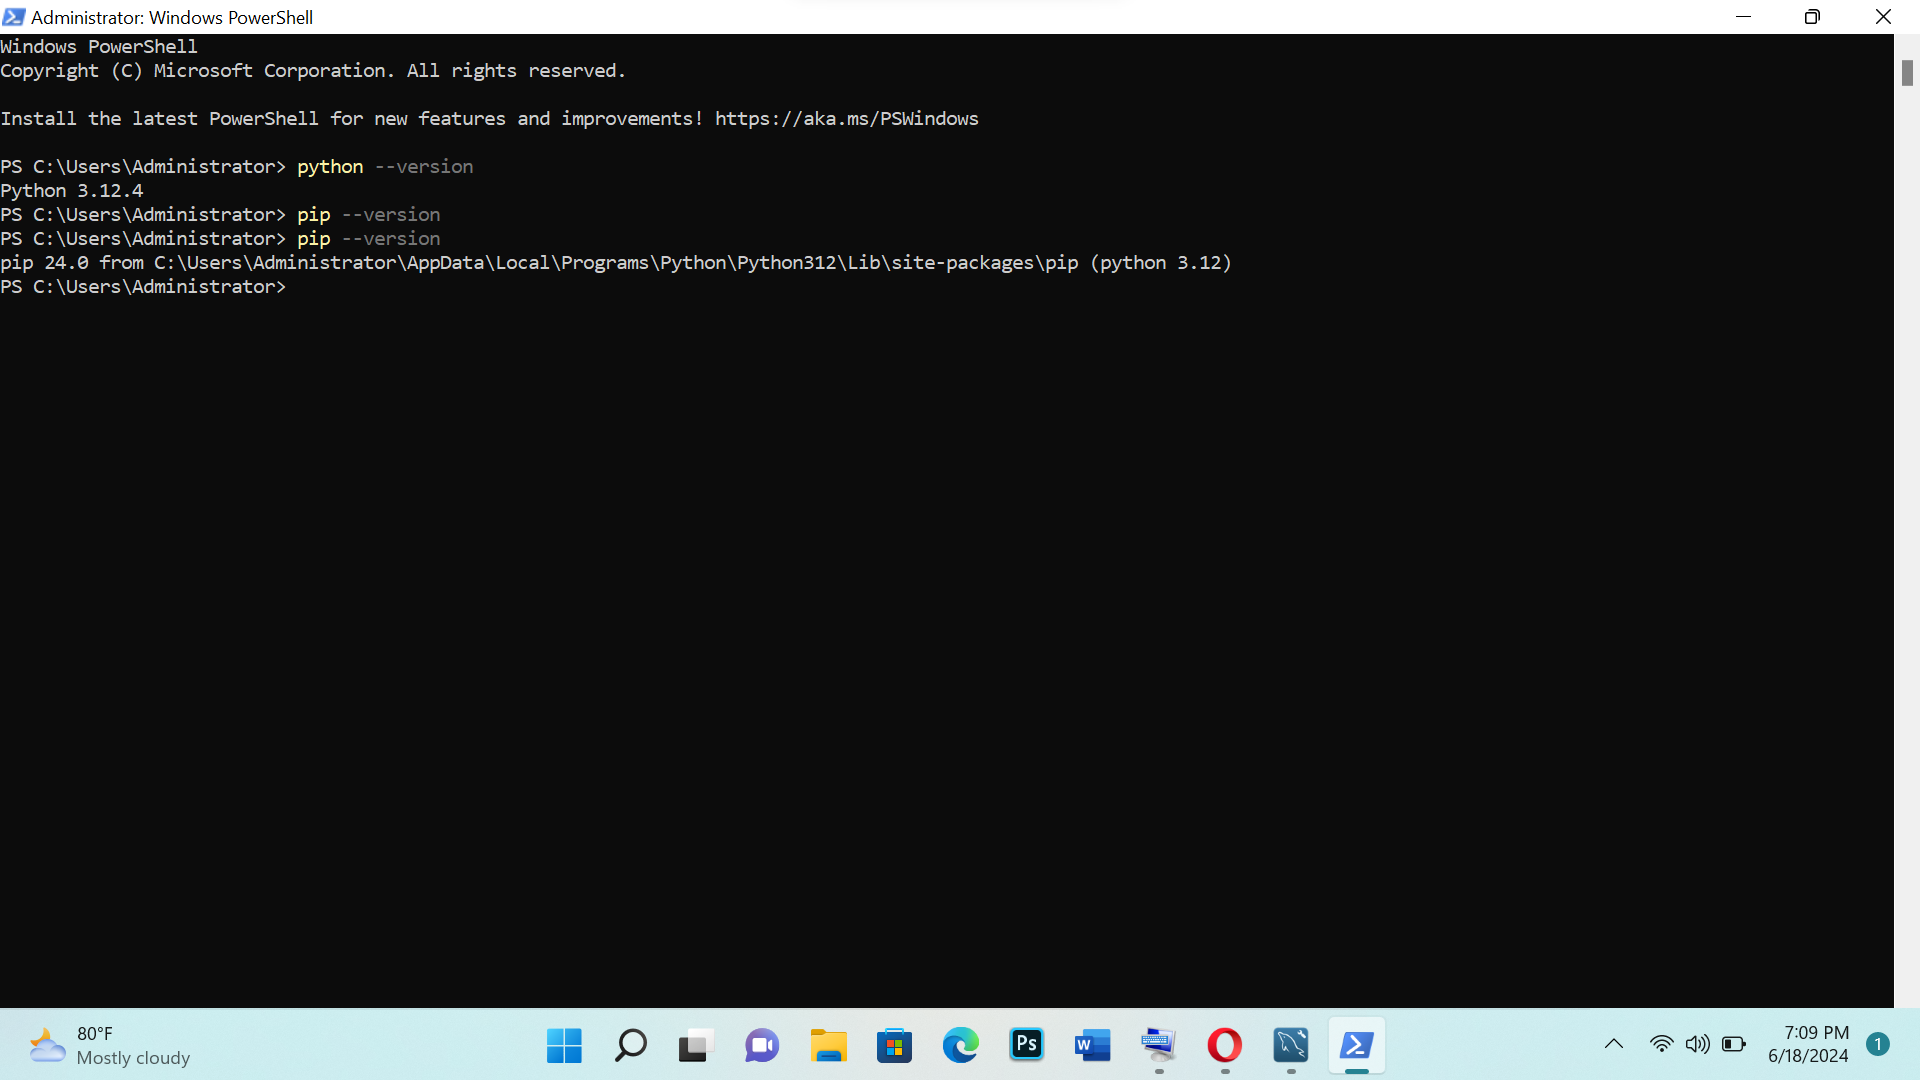 Administrator: Windows PowerShell
Windows PowerShell
Copyright (C) Microsoft Corporation. All rights reserved.
Install the latest PowerShell for new features and improvements! https://aka.ms/PSWindows
PS C:\Users\Administrator> python --version
Python 3.12.4
PS C:\Users\Administrator> pip --version
PS C:\Users\Administrator> pip --version
pip 24.0 from C:\Users\Administrator\AppData\Local\Programs\Python\Python312\Lib\site-packages\pip (python 3.12)
PS C:\Users\Administrator>
80°F
Mostly cloudy
Ps
W
7:09 PM
6/18/2024
1